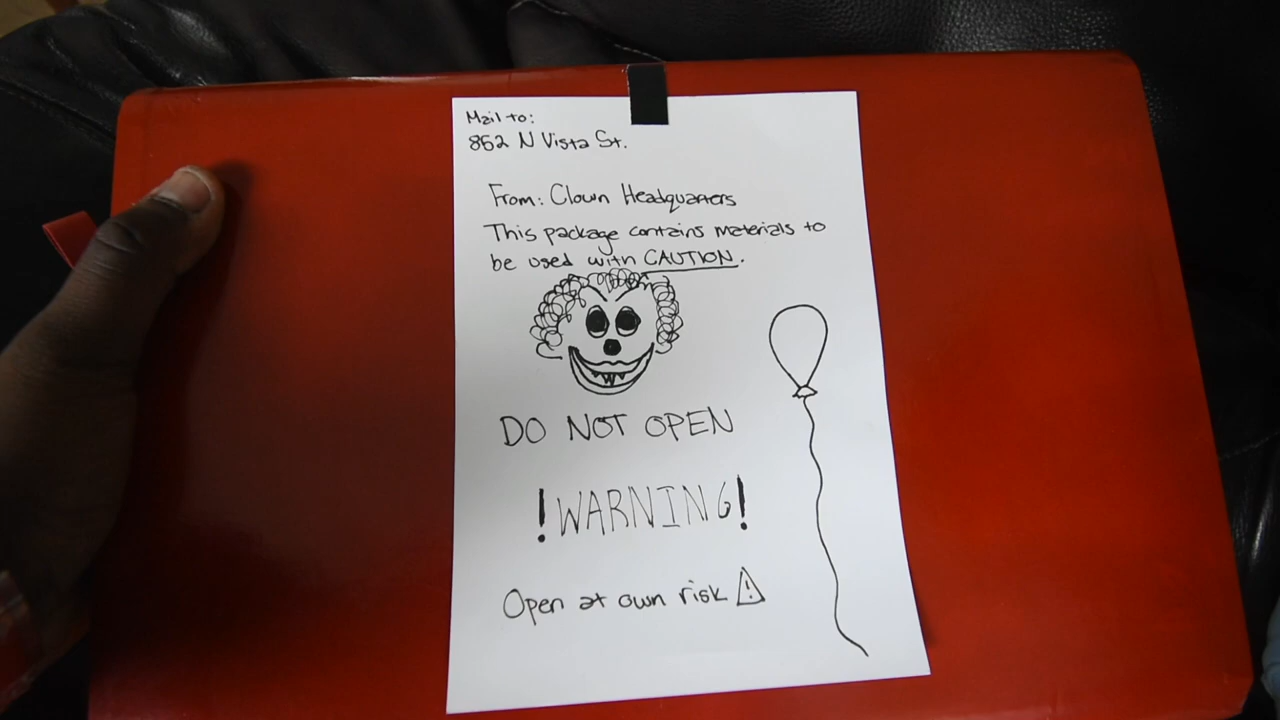 Mail to:
862 N Vista St.
From: Clown Headquarters
This package contains materials to
be used with CAUTION.
DO NOT OPEN
!WARNING!
Open at own risk ⚠